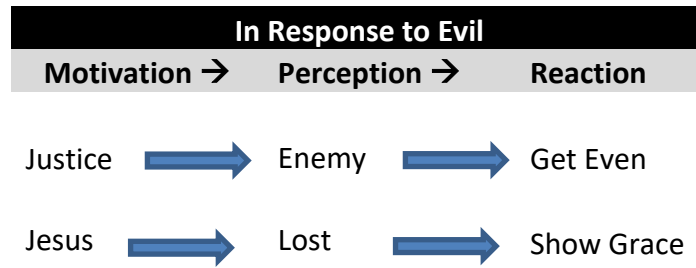 In Response to Evil
Motivation → Perception → Reaction
Justice Enemy Get Even
Jesus Lost Show Grace